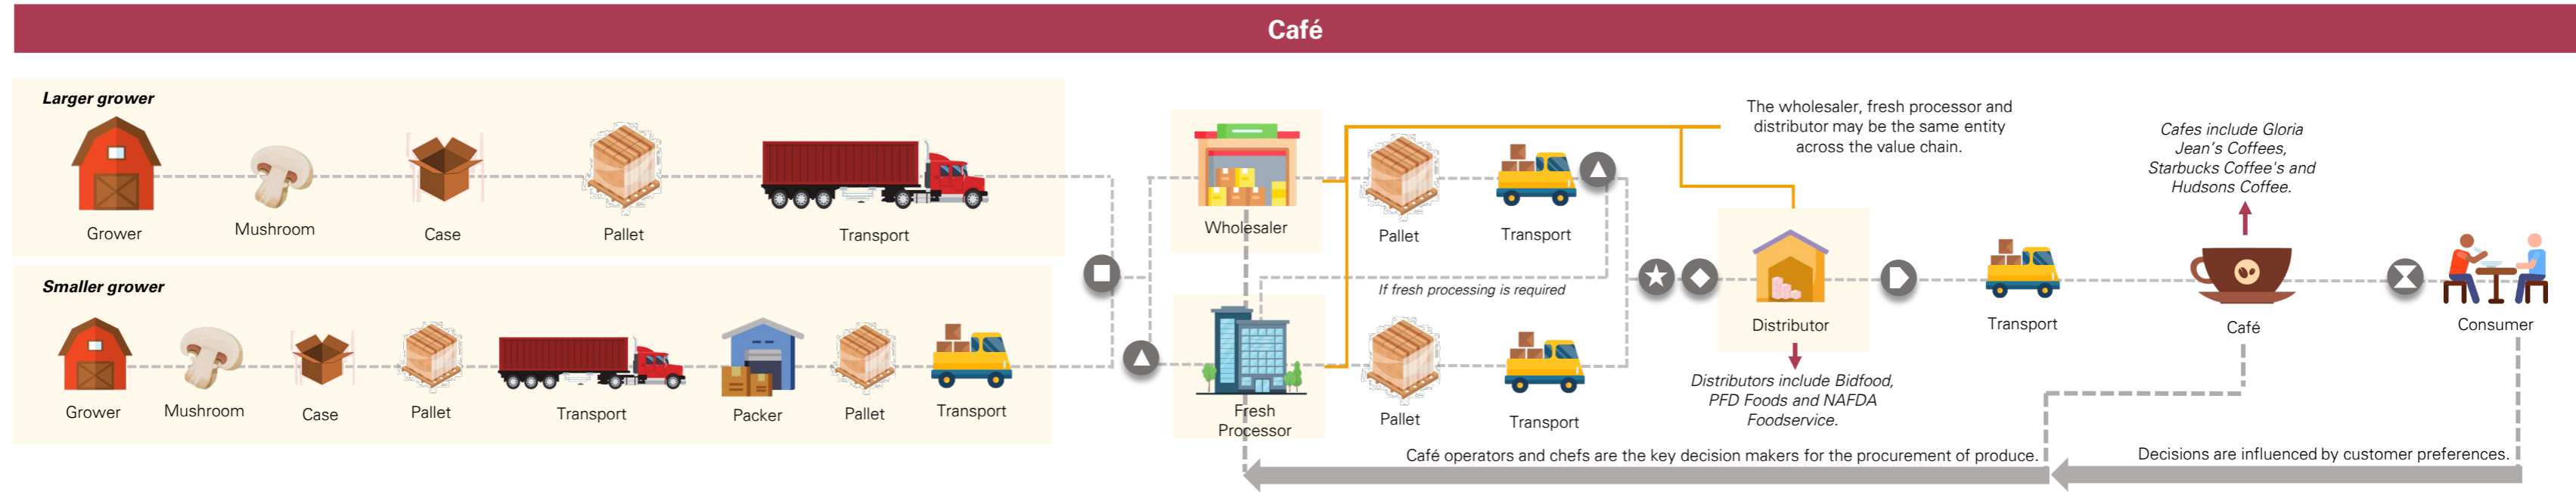 Café
Larger grower
Grower
Mushroom
Case
Pallet
Transport
Smaller grower
Grower
Mushroom
Case
Pallet
Transport
Packer
Pallet
Transport
Wholesaler
Pallet
Transport
If fresh processing is required
Fresh
Processor
Pallet
Transport
The wholesaler, fresh processor and
distributor may be the same entity
across the value chain.
Distributor
Distributors include Bidfood,
PFD Foods and NAFDA
Foodservice.
Transport
Cafes include Gloria
Jean's Coffees,
Starbucks Coffee's and
Hudsons Coffee.
Café
Consumer
Café operators and chefs are the key decision makers for the procurement of produce.
Decisions are influenced by customer preferences.